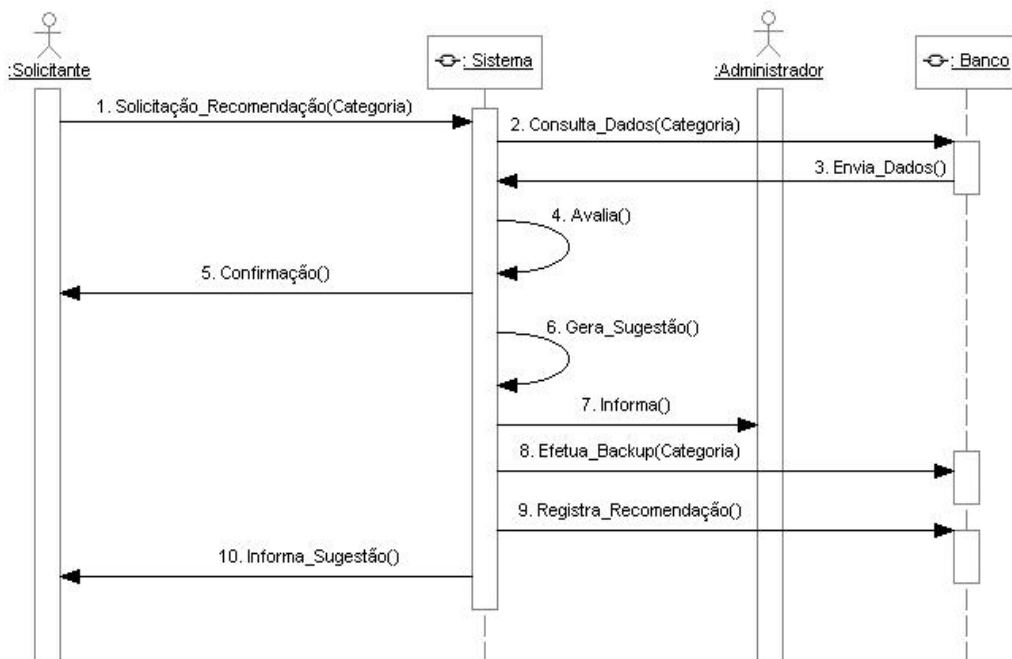 :Solicitante
: Sistema
:Administrador
: Banco
1. Solicitação_Recomendação(Categoria)
2. Consulta_Dados(Categoria)
3. Envia_Dados()
4. Avalia()
5. Confirmação()
6. Gera_Sugestão()
7. Informa()
8. Efetua_Backup(Categoria)
9. Registra_Recomendação()
10. Informa_Sugestão()